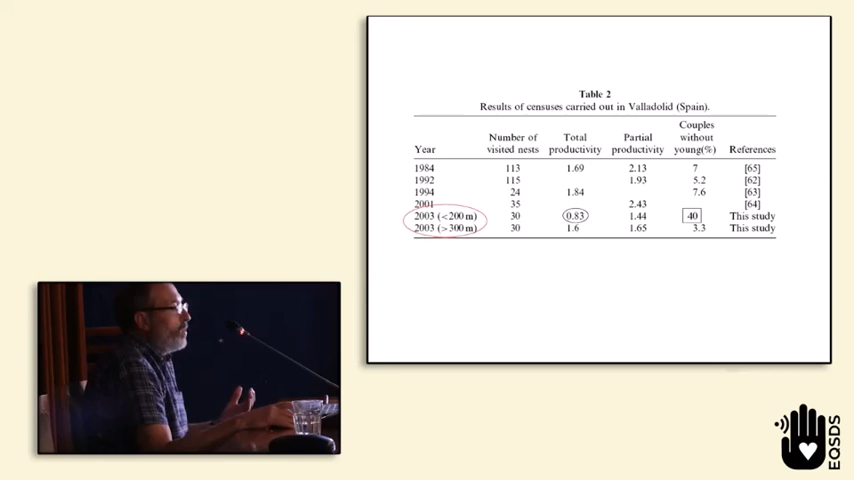 Table 2
Results of censuses carried out in Valladolid (Spain).
Year Number of visited nests Total productivity Partial productivity Couples without young(%) References
1984 113 1.69 2.13 7 [65]
1992 115 1.93 5.2 [62]
1994 24 1.84 7.6 [63]
2001 35 2.43 [64]
2003 (<200 m) 30 0.83 1.44 40 This study
2003 (>300 m) 30 1.6 1.65 3.3 This study
EQSDS